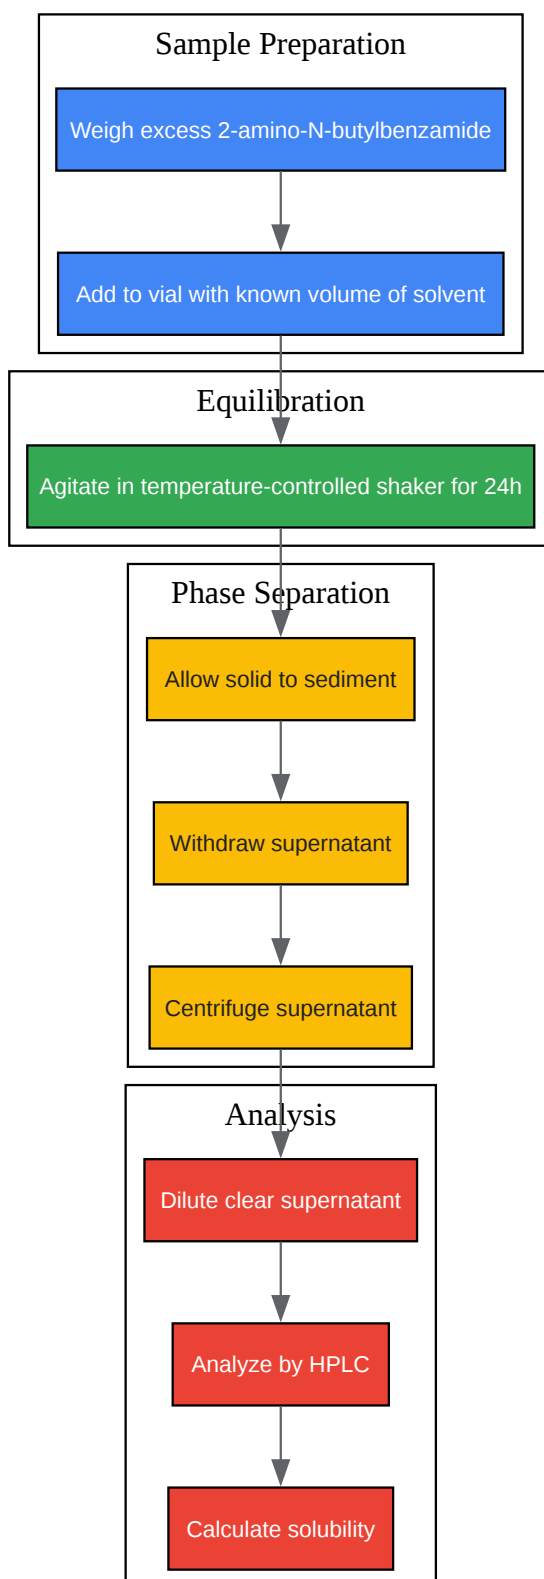 Sample Preparation
Weigh excess 2-amino-N-butylbenzamide
Add to vial with known volume of solvent
Equilibration
Agitate in temperature-controlled shaker for 24h
Phase Separation
Allow solid to sediment
Withdraw supernatant
Centrifuge supernatant
Analysis
Dilute clear supernatant
Analyze by HPLC
Calculate solubility